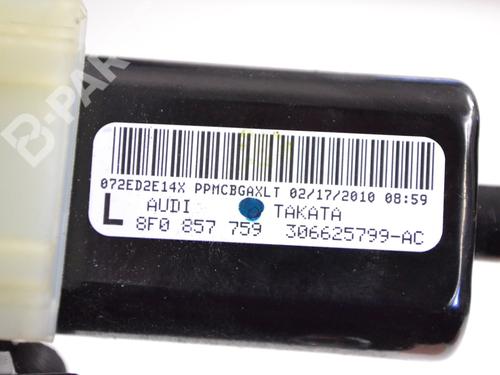 B-PAR
072ED2E14X PPMCBGAXLT 02/17/2010 08:59
L AUDI TAKATA
8F0 857 759 306625799-AC